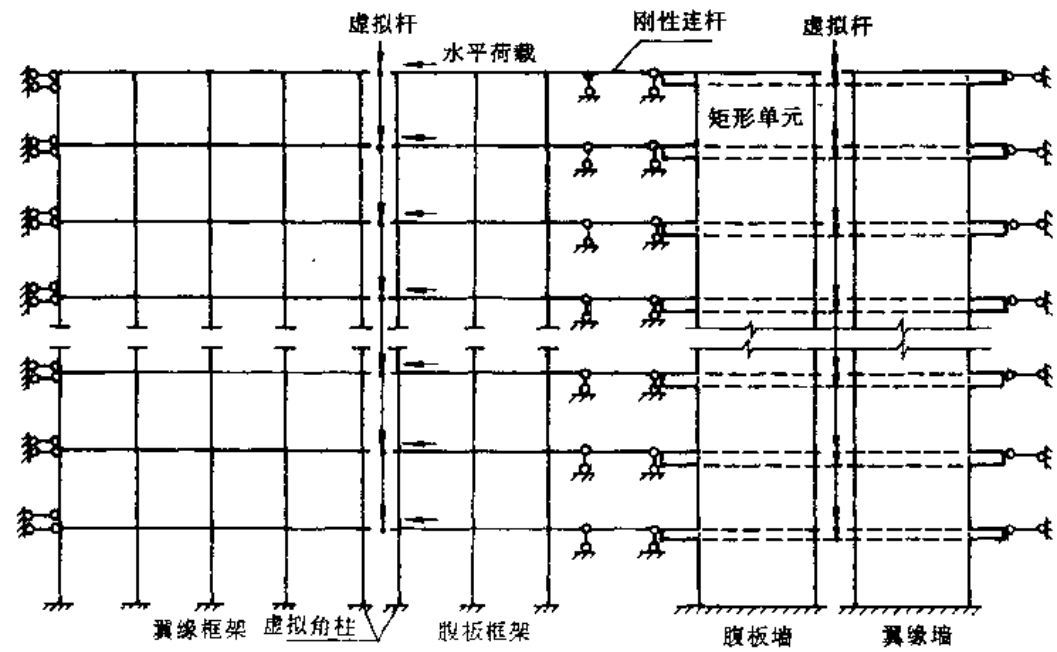 虚拟杆
水平荷载
刚性连杆
虚拟杆
矩形单元
翼缘框架
虚拟角柱
腹板框架
腹板墙
翼缘墙